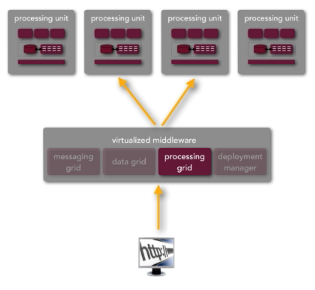 processing unit
processing unit
processing unit
processing unit
virtualized middleware
messaging
grid
data grid
processing
grid
deployment
manager
http://